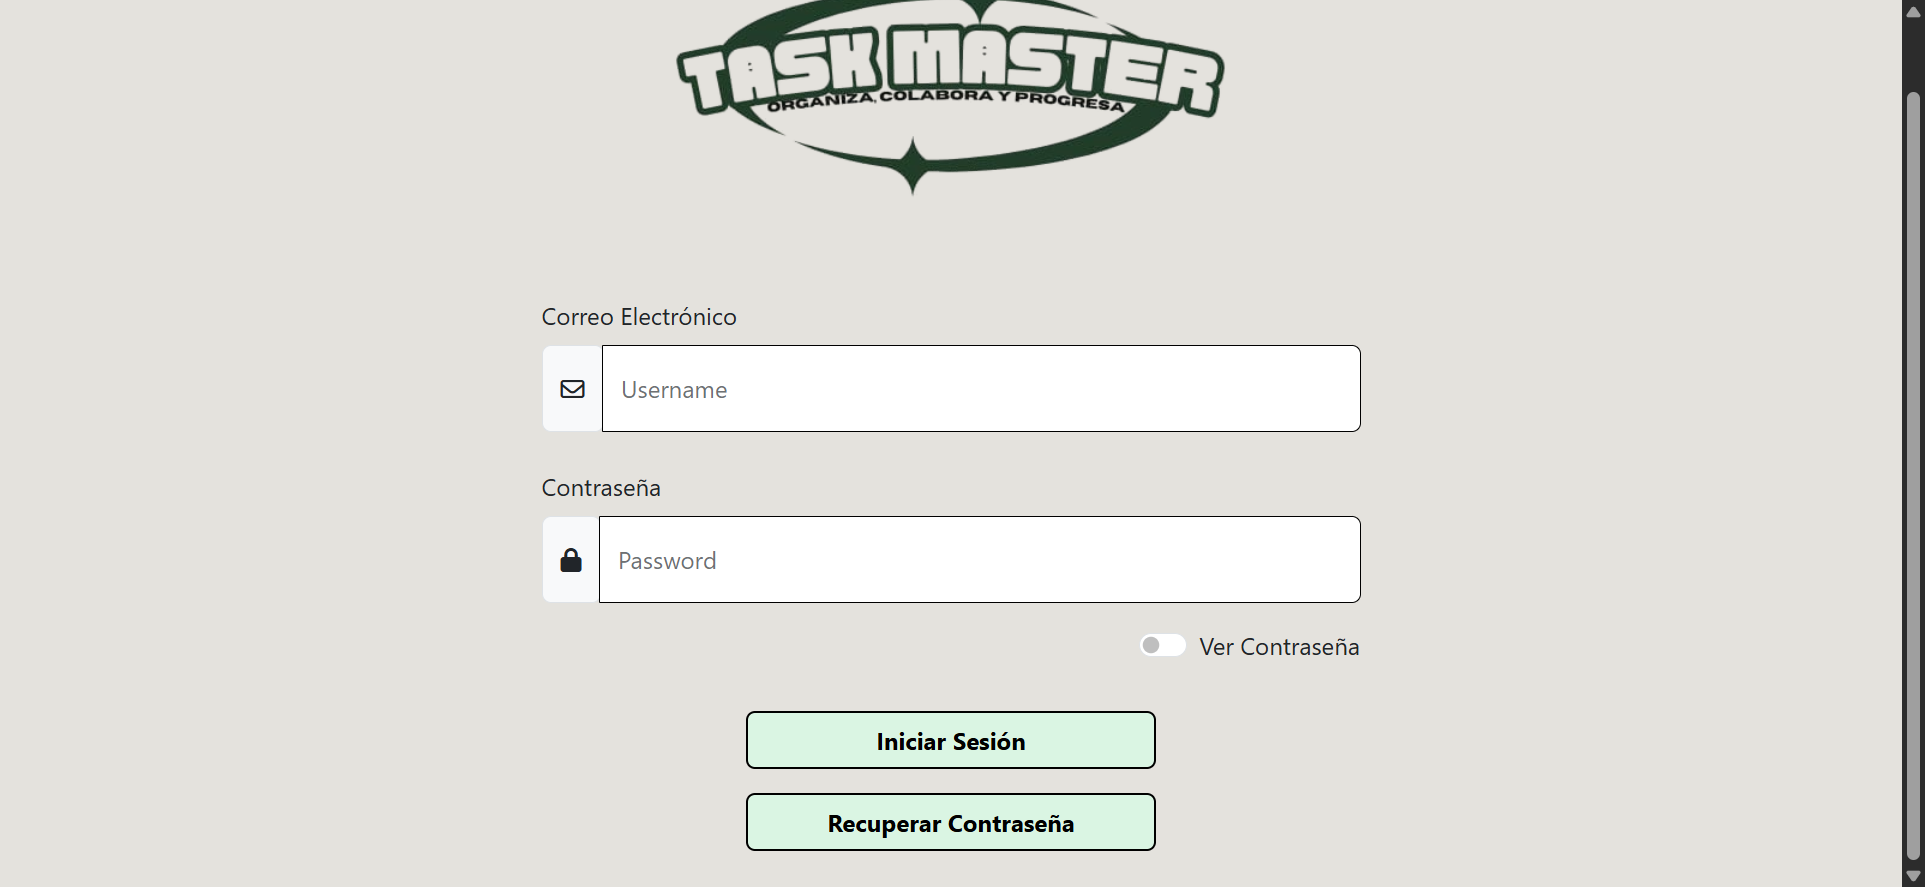 TASK MASTER
ORGANIZA, COLABORA Y PROGRESA
Correo Electrónico
Username
Contraseña
Password
Ver Contraseña
Iniciar Sesión
Recuperar Contraseña